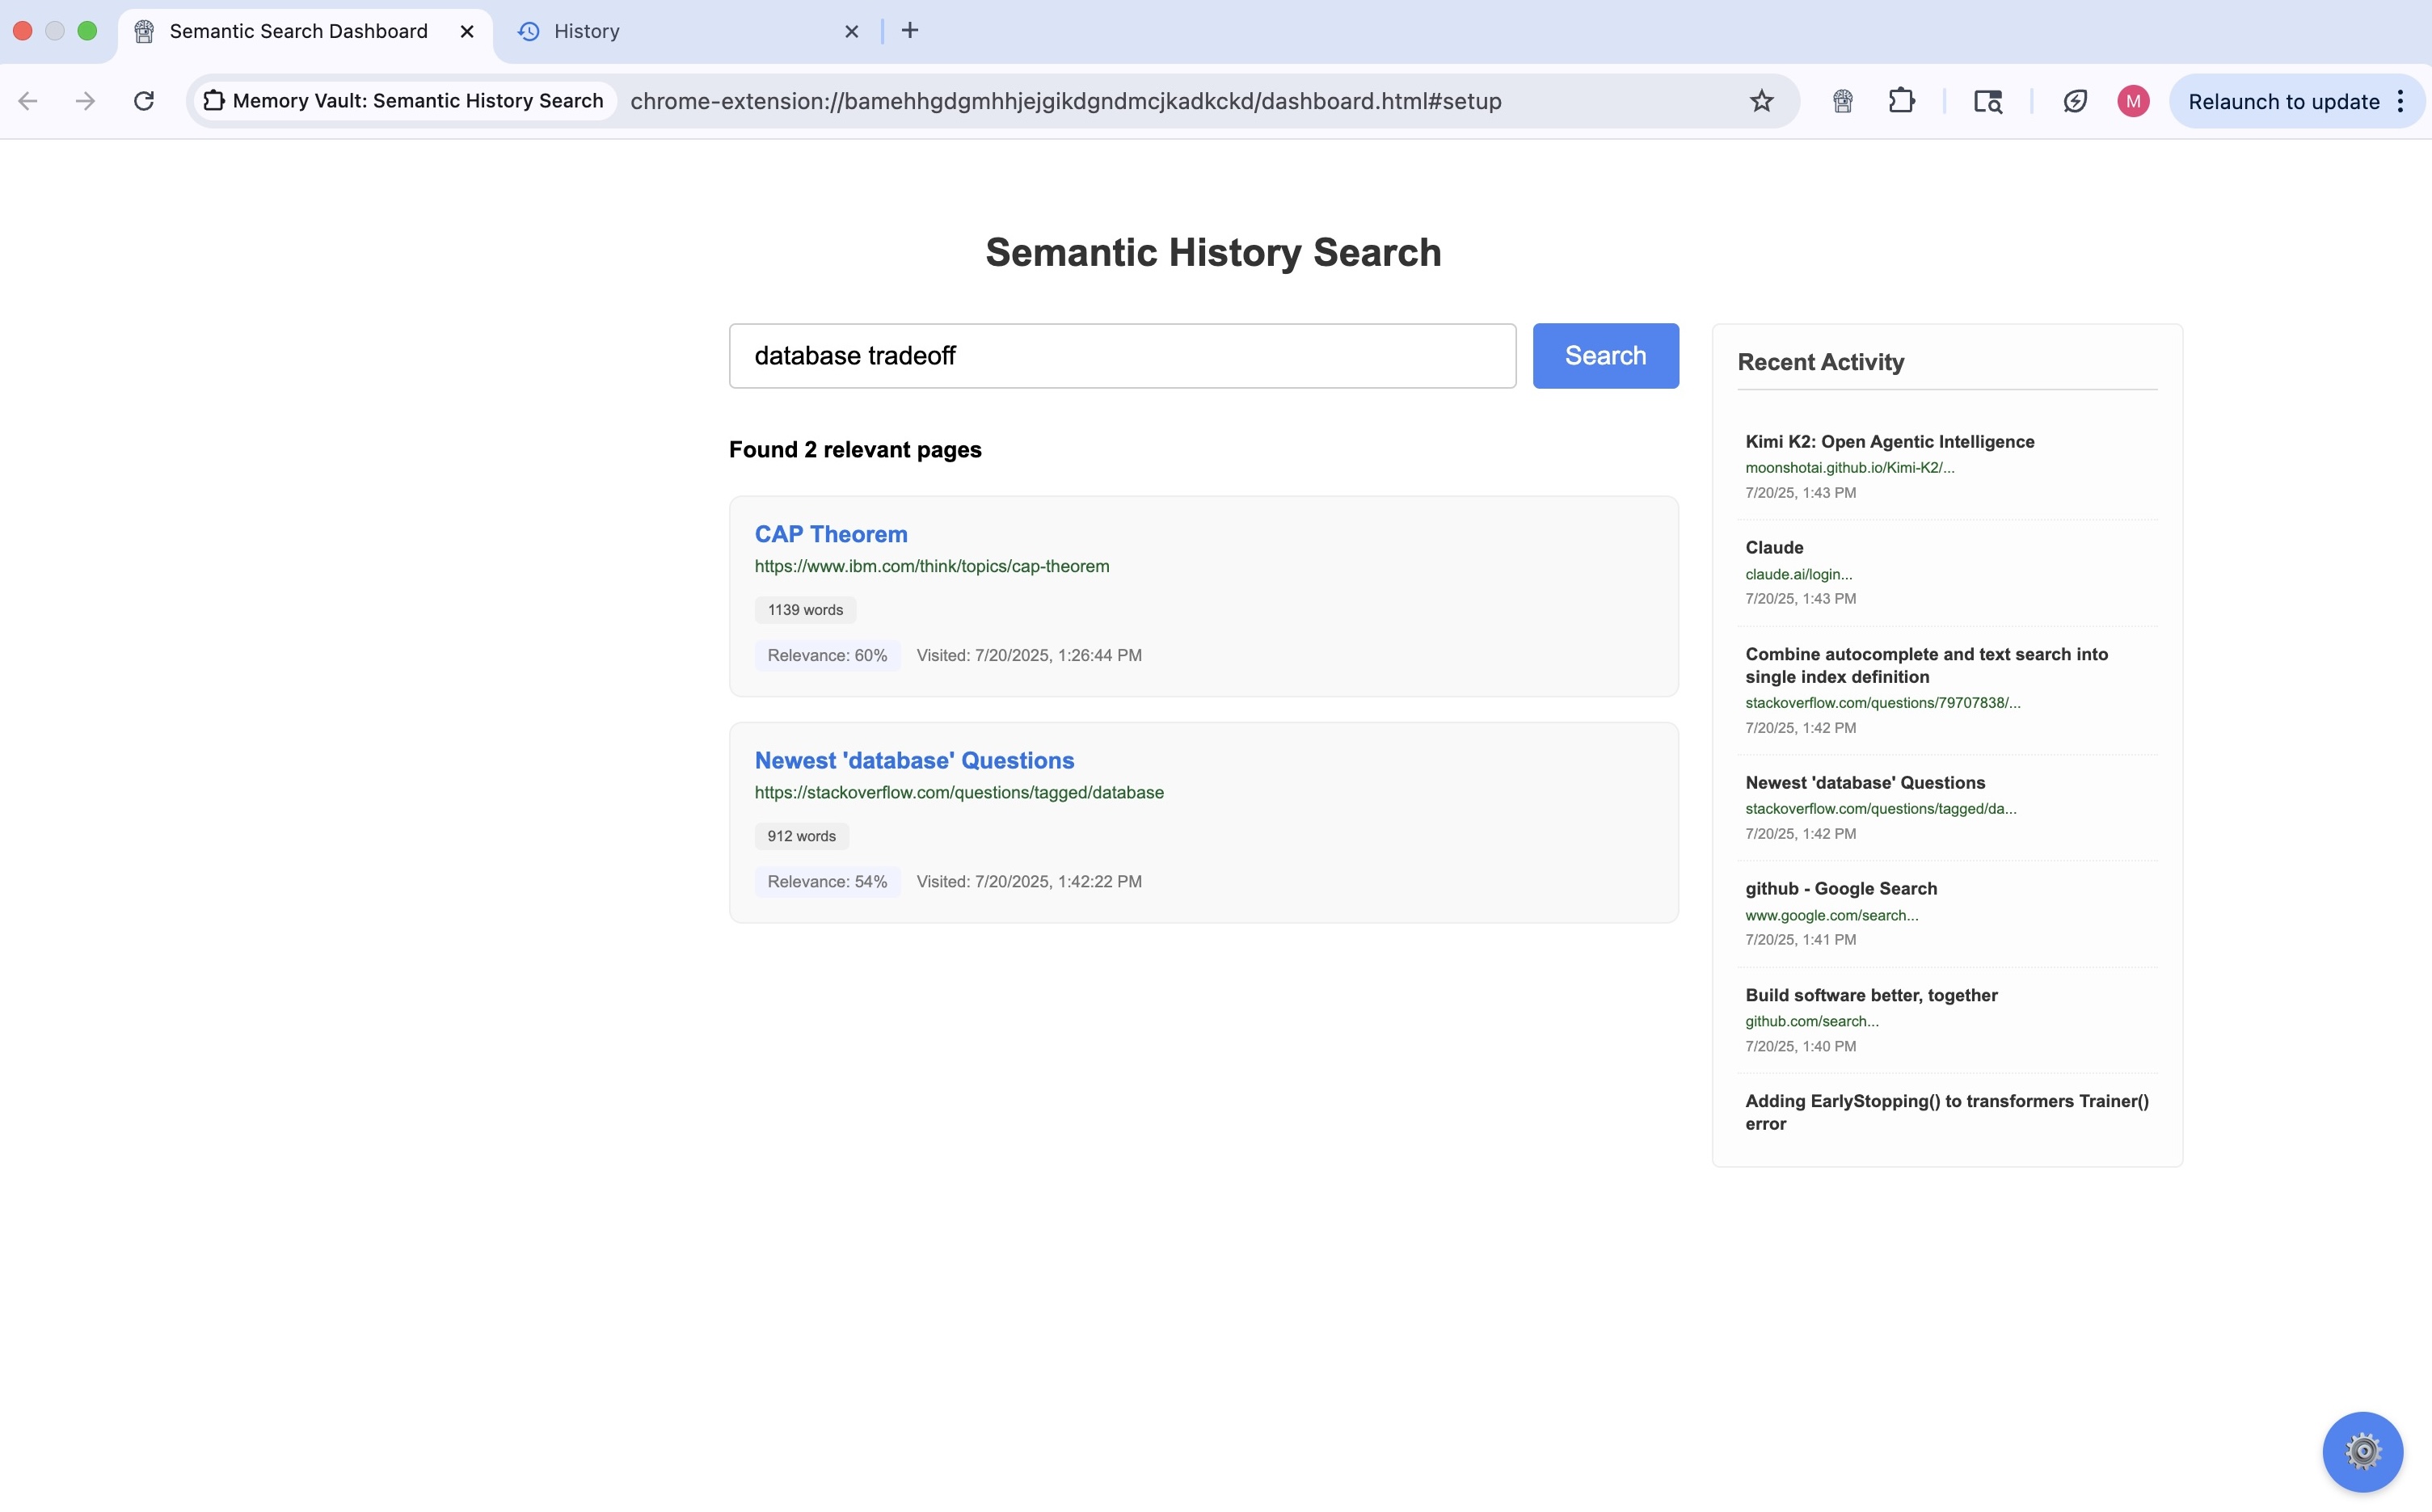 Semantic Search Dashboard
History
Memory Vault: Semantic History Search
chrome-extension://bamehhgdgmhhjejgikdgndmcjkadkckd/dashboard.html#setup
M
Relaunch to update
Semantic History Search
database tradeoff
Search
Found 2 relevant pages
CAP Theorem
https://www.ibm.com/think/topics/cap-theorem
1139 words
Relevance: 60%
Visited: 7/20/2025, 1:26:44 PM
Newest 'database' Questions
https://stackoverflow.com/questions/tagged/database
912 words
Relevance: 54%
Visited: 7/20/2025, 1:42:22 PM
Recent Activity
Kimi K2: Open Agentic Intelligence
moonshotai.github.io/Kimi-K2/...
7/20/25, 1:43 PM
Claude
claude.ai/login...
7/20/25, 1:43 PM
Combine autocomplete and text search into
single index definition
stackoverflow.com/questions/79707838/...
7/20/25, 1:42 PM
Newest 'database' Questions
stackoverflow.com/questions/tagged/da...
7/20/25, 1:42 PM
github - Google Search
www.google.com/search...
7/20/25, 1:41 PM
Build software better, together
github.com/search...
7/20/25, 1:40 PM
Adding EarlyStopping() to transformers Trainer()
error